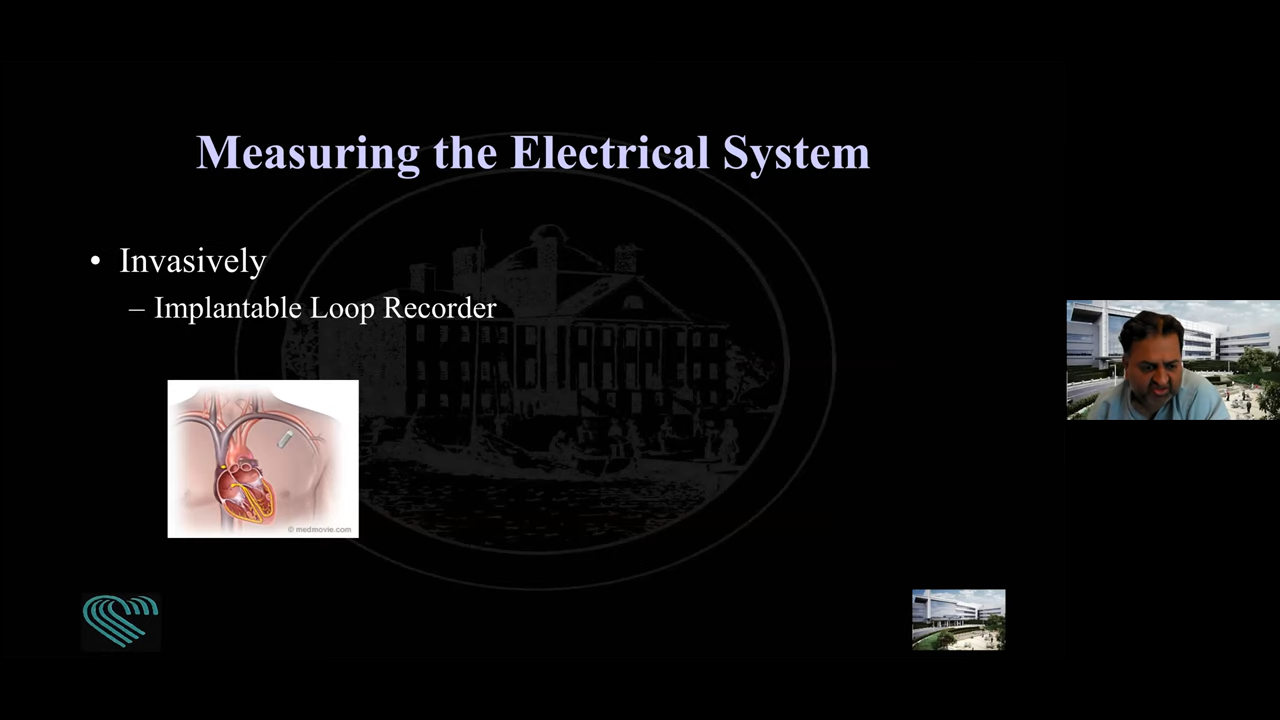 Measuring the Electrical System
• Invasively
– Implantable Loop Recorder
© medmovie.com